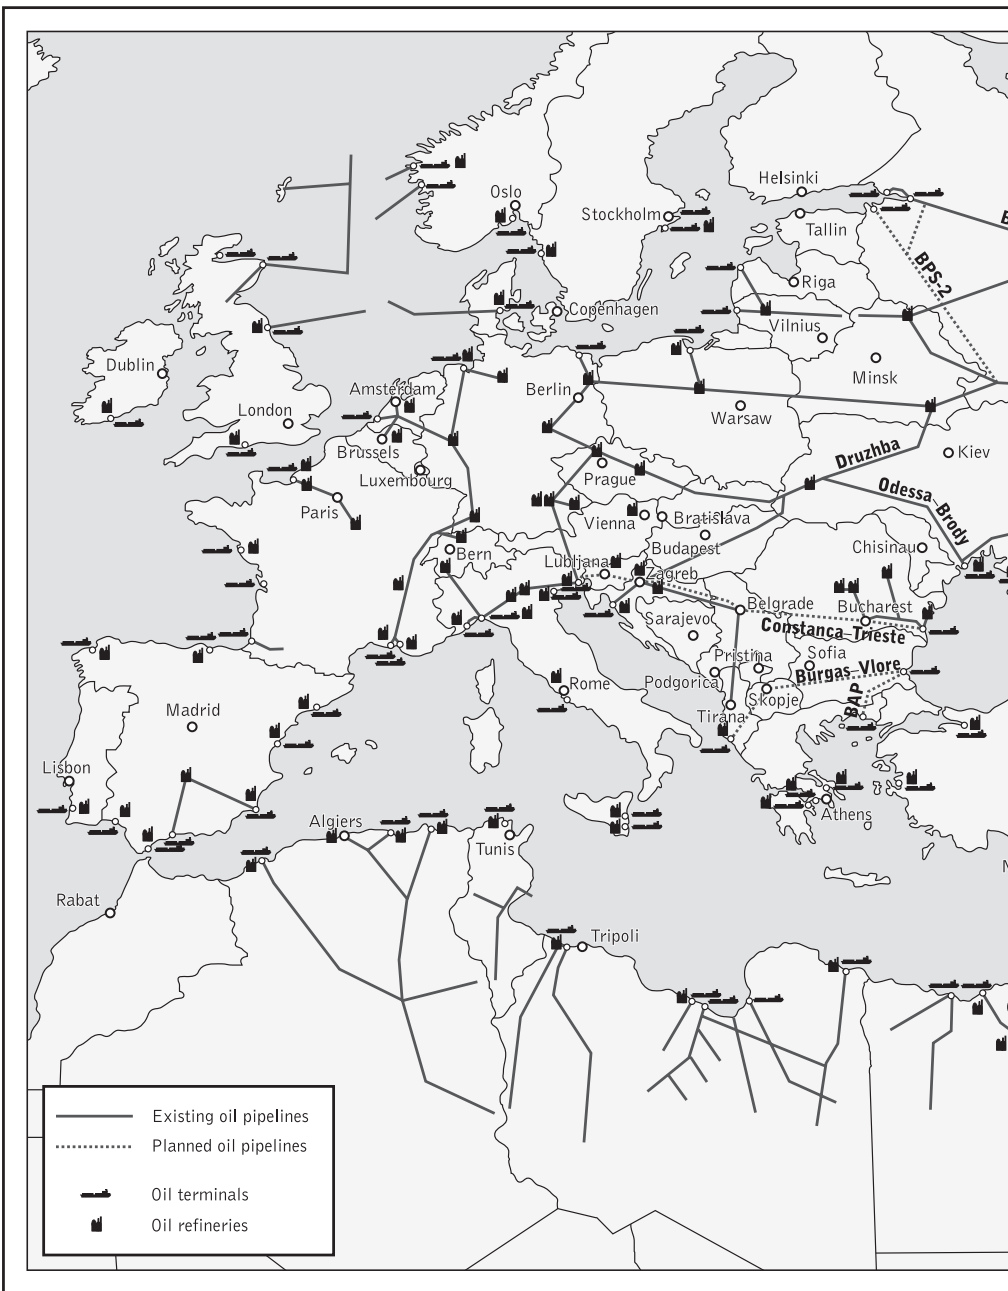 Oslo
Helsinki
Stockholm
Tallin
BPS-2
Riga
Copenhagen
Vilnius
Dublin
Minsk
Amsterdam
Berlin
London
Warsaw
Brussels
Druzhba
Kiev
Luxembourg
Prague
Odessa Brody
Paris
Vienna
Bratislava
Bern
Budapest
Chisinau
Lubljana
Zagreb
Belgrade
Bucharest
Sarajevo
Constanca-Trieste
Pristina
Sofia
Burgas-Vlore
Podgorica
Rome
Skopje
BAP
Madrid
Tirana
Lisbon
Algiers
Athens
Tunis
Rabat
Tripoli
Existing oil pipelines
Planned oil pipelines
Oil terminals
Oil refineries